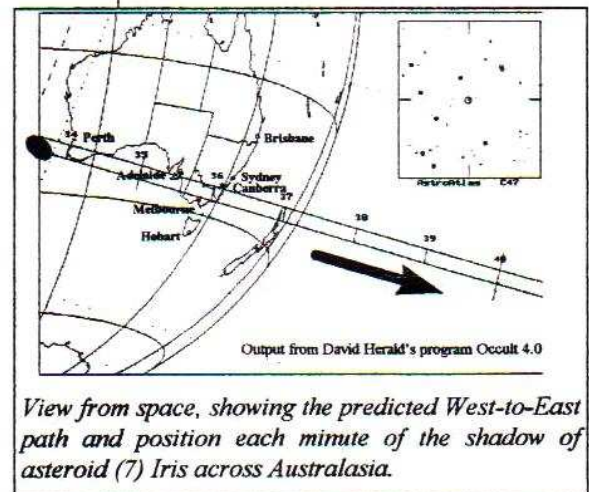 34
Perth
35
Adelaide
36
Brisbane
Sydney
Canberra
37
Melbourne
Hobart
38
39
40
AstroAtlas C47
Output from David Herald's program Occult 4.0
View from space, showing the predicted West-to-East
path and position each minute of the shadow of
asteroid (7) Iris across Australasia.